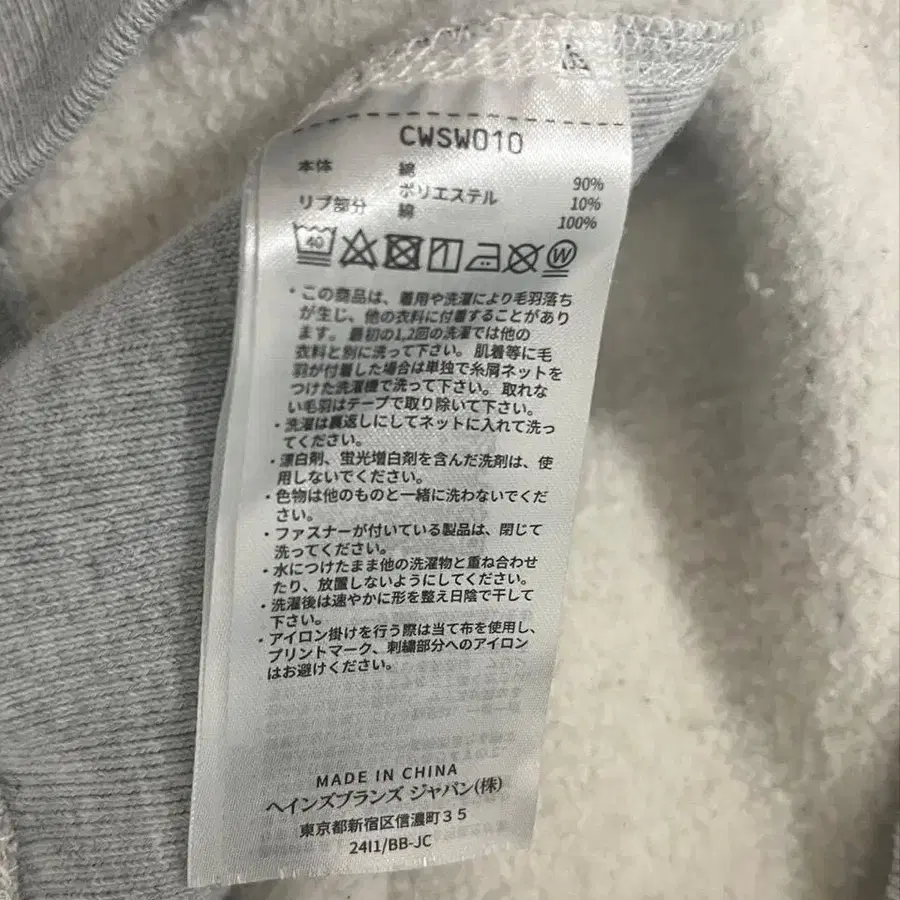 CWSW010
本体 綿 90%
ポリエステル 10%
リブ部分 綿 100%
40 W
・この商品は、着用や洗濯により毛羽落ち
が生じ、他の衣料に付着することがあり
ます。最初の1,2回の洗濯では他の
衣料と別に洗って下さい。肌着等に毛
羽が付着した場合は単独で糸屑ネットを
つけた洗濯機で洗って下さい。取れな
い毛羽はテープで取り除いて下さい。
・洗濯は裏返しにしてネットに入れて洗っ
てください。
・漂白剤、蛍光増白剤を含んだ洗剤は、使
用しないでください。
・色物は他のものと一緒に洗わないでくだ
さい。
・ファスナーが付いている製品は、閉じて
洗ってください。
・水につけたまま他の洗濯物と重ね合わせ
たり、放置しないようにしてください。
・洗濯後は速やかに形を整え日陰で干して
下さい。
・アイロン掛けを行う際は当て布を使用し、
プリントマーク、刺繍部分へのアイロン
はお避けください。
MADE IN CHINA
ヘインズブランズ ジャパン(株)
東京都新宿区信濃町35
24I1/BB-JC